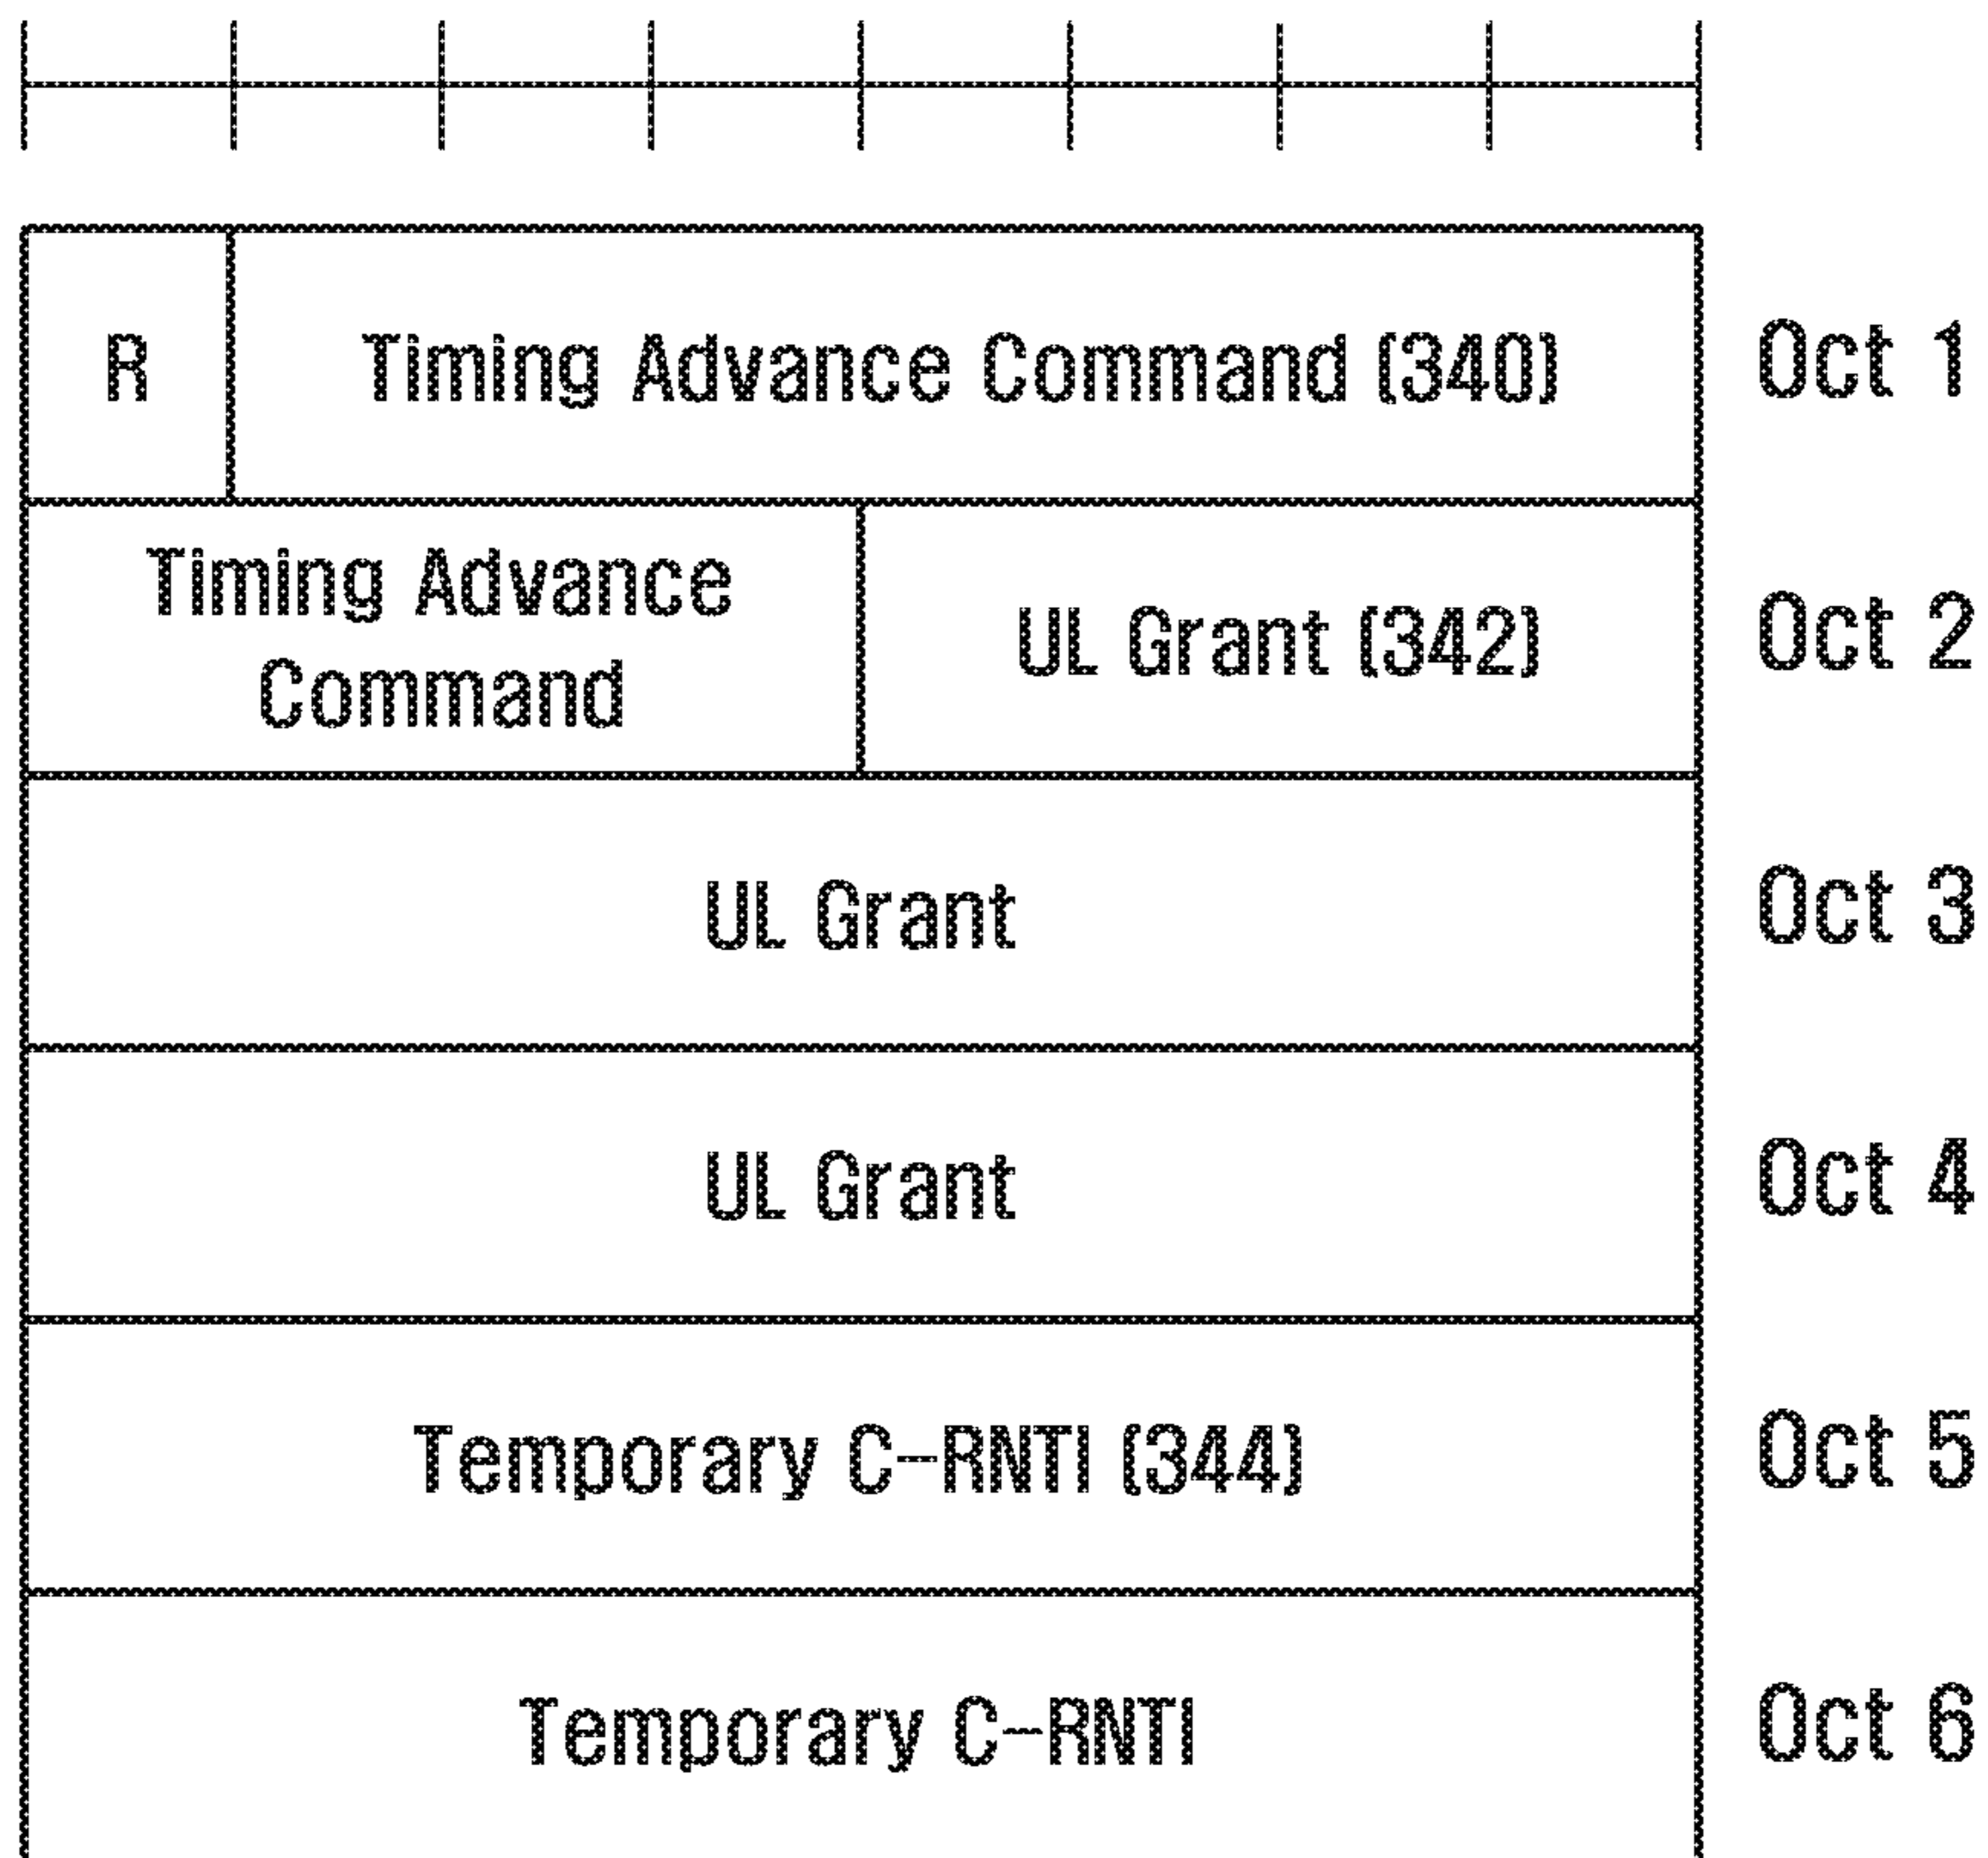 R Timing Advance Command (340) Oct 1
Timing Advance
Command
UL Grant (342) Oct 2
UL Grant Oct 3
UL Grant Oct 4
Temporary C-RNTI (344) Oct 5
Temporary C-RNTI Oct 6